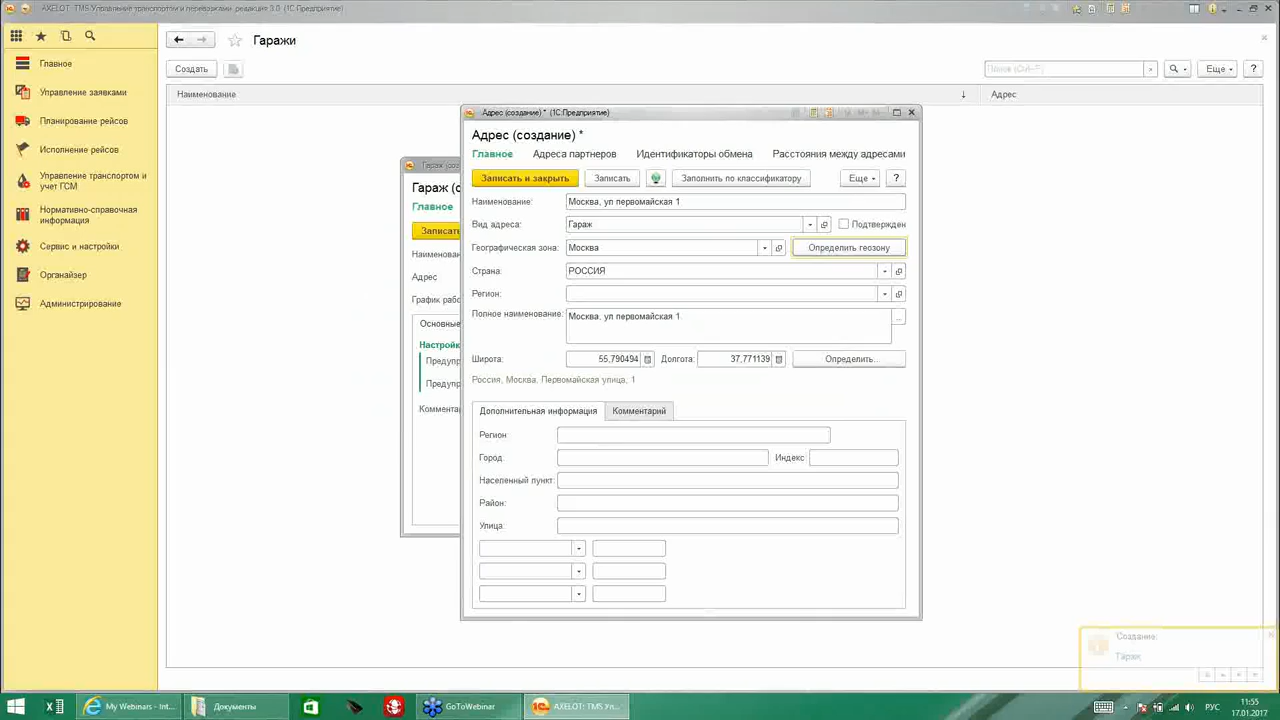 AXELOT: TMS Управление транспортом и перевозками, редакция 3.0 (1С:Предприятие)
Гаражи
Создать
Поиск (Ctrl+F)
Еще
?
Наименование
Адрес
Главное
Управление заявками
Планирование рейсов
Исполнение рейсов
Управление транспортом и учет ГСМ
Нормативно-справочная информация
Сервис и настройки
Органайзер
Администрирование
Гараж (со
Гараж (с
Главное
Записать
Наименован
Адрес
График рабо
Основные
Настройк
Предупр
Предупр
Коммента
Адрес (создание) * (1С:Предприятие)
Адрес (создание) *
Главное Адреса партнеров Идентификаторы обмена Расстояния между адресами
Записать и закрыть Записать Заполнить по классификатору Еще ?
Наименование: Москва, ул первомайская 1
Вид адреса: Гараж Подтвержден
Географическая зона: Москва Определить геозону
Страна: РОССИЯ
Регион:
Полное наименование: Москва, ул первомайская 1 ...
Широта: 55,790494 Долгота: 37,771139 Определить...
Россия, Москва, Первомайская улица, 1
Дополнительная информация Комментарий
Регион
Город: Индекс:
Населенный пункт:
Район:
Улица:
Создание:
Гараж
My Webinars - Int...
Документы
GoToWebinar
AXELOT: TMS Уп...
РУС
11:55
17.01.2017